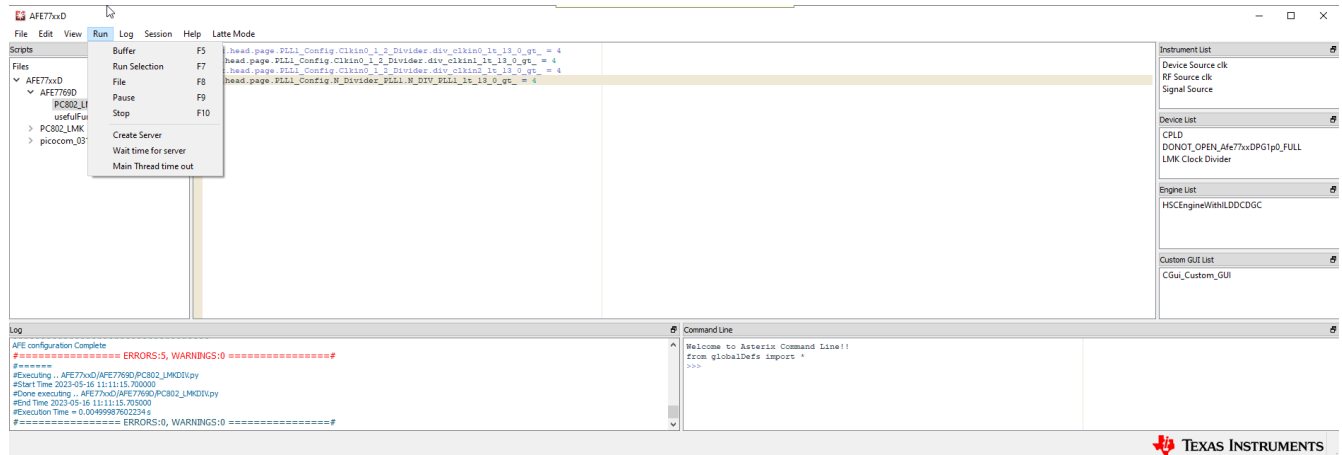 AFE77xxD
File Edit View Run Log Session Help Latte Mode
Scripts
Files
AFE77xxD
AFE7769D
PC802_L
usefulFu
PC802_LMK
picocom_031
Buffer F5
Run Selection F7
File F8
Pause F9
Stop F10
Create Server
Wait time for server
Main Thread time out
.head.page.PLL1_Config.Clkin0_1_2_Divider.div_clkin0_lt_13_0_gt_ = 4
head.page.PLL1_Config.Clkin0_1_2_Divider.div_clkin1_lt_13_0_gt_ = 4
.head.page.PLL1_Config.Clkin0_1_2_Divider.div_clkin2_lt_13_0_gt_ = 4
head.page.PLL1_Config.N_Divider_PLL1.N_DIV_PLL1_lt_13_0_gt_ = 4
Instrument List
Device Source clk
RF Source clk
Signal Source
Device List
CPLD
DONOT_OPEN_Afe77xxDPG1p0_FULL
LMK Clock Divider
Engine List
HSCEngineWithILDDCDGC
Custom GUI List
CGui_Custom_GUI
Log
AFE configuration Complete
#================ ERRORS:5, WARNINGS:0 ================#
#======
#Executing .. AFE77xxD/AFE7769D/PC802_LMKDIV.py
#Start Time 2023-05-16 11:11:15.700000
#Done executing .. AFE77xxD/AFE7769D/PC802_LMKDIV.py
#End Time 2023-05-16 11:11:15.705000
#Execution Time = 0.00499987602234 s
#================ ERRORS:0, WARNINGS:0 ================#
Command Line
Welcome to Asterix Command Line!!
from globalDefs import *
>>>
TEXAS INSTRUMENTS